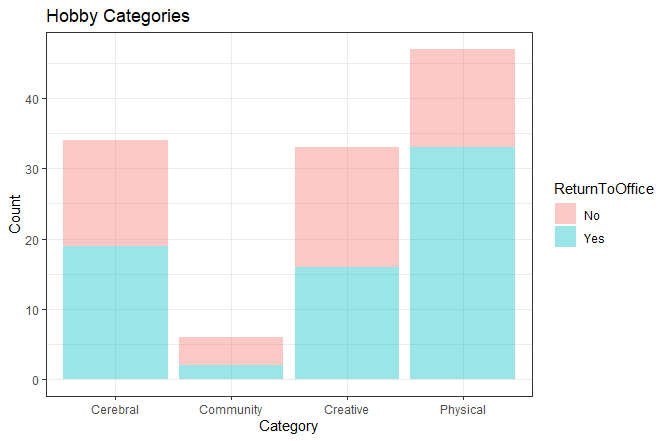 Hobby Categories
40
30
20
10
0
Count
Cerebral Community Creative Physical
Category
ReturnToOffice
No
Yes